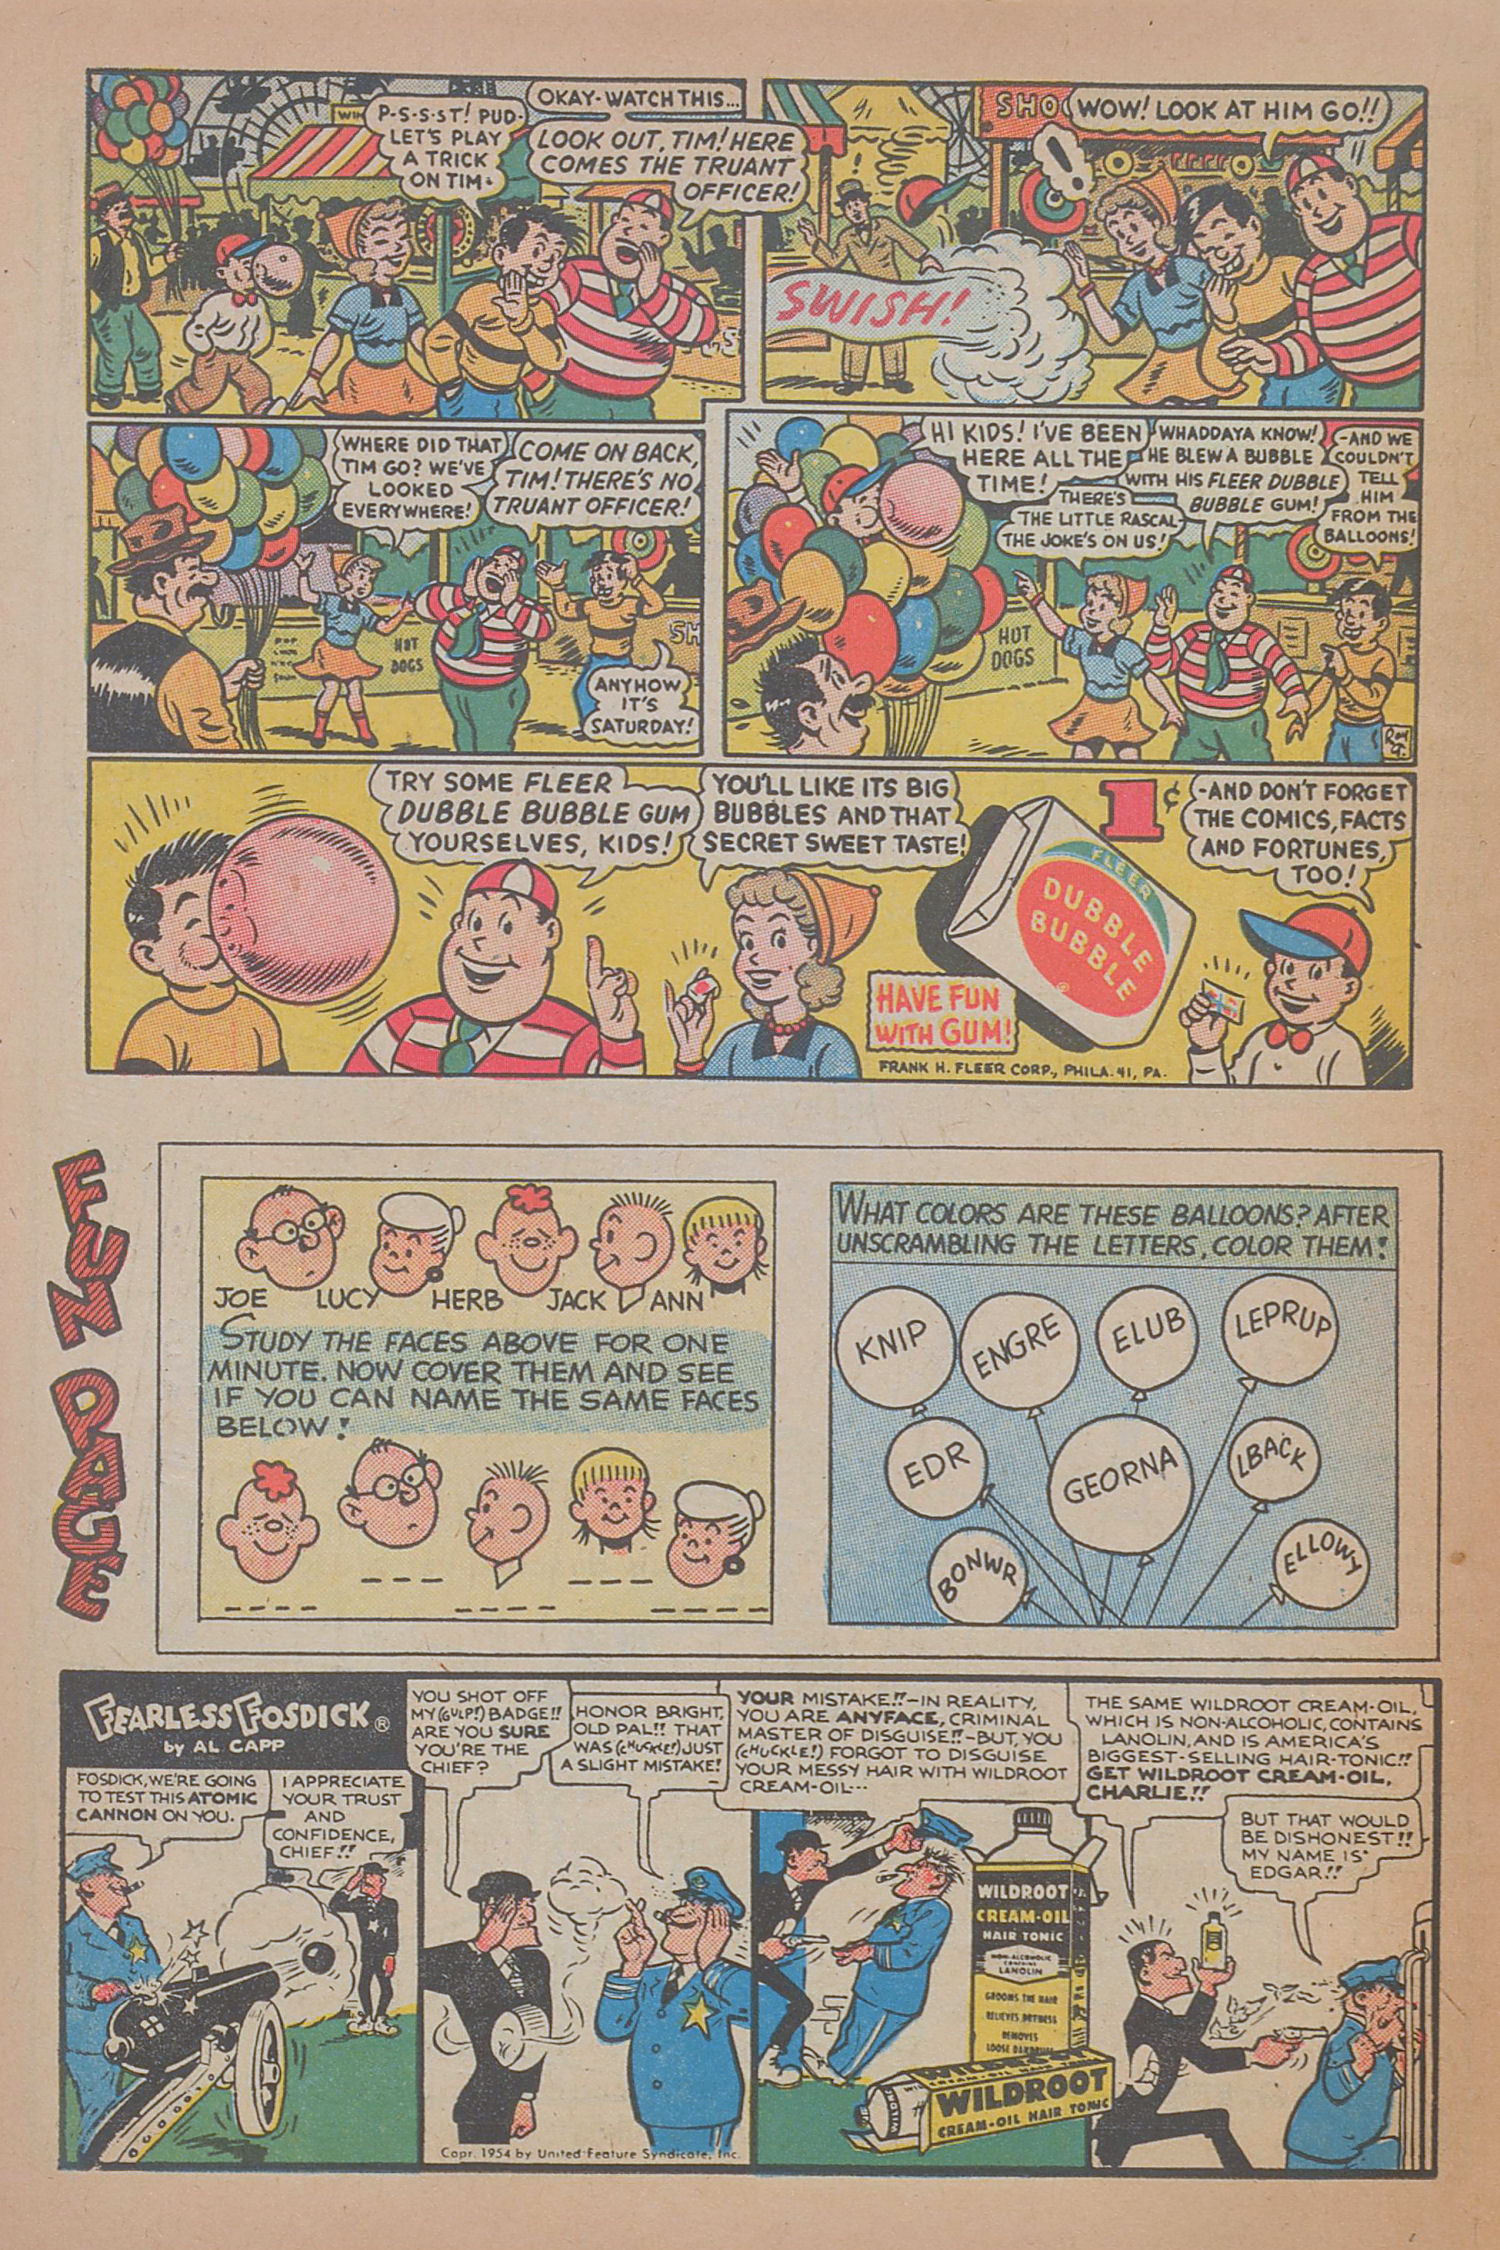 P-S-S-ST! PUD-
LET'S PLAY
A TRICK
ON TIM.
OKAY-WATCH THIS...
LOOK OUT, TIM! HERE
COMES THE TRUANT
OFFICER!
SHO
WOW! LOOK AT HIM GO!!
!
SWISH!
WHERE DID THAT
TIM GO? WE'VE
LOOKED
EVERYWHERE!
COME ON BACK,
TIM! THERE'S NO
TRUANT OFFICER!
HOT
DOGS
SH
ANYHOW
IT'S
SATURDAY!
HI KIDS! I'VE BEEN
HERE ALL THE
TIME!
THERE'S
THE LITTLE RASCAL-
THE JOKE'S ON US!
WHADDAYA KNOW!
HE BLEW A BUBBLE
WITH HIS FLEER DUBBLE
BUBBLE GUM!
-AND WE
COULDN'T
TELL
HIM
FROM THE
BALLOONS!
HOT
DOGS
TRY SOME FLEER
DUBBLE BUBBLE GUM
YOURSELVES, KIDS!
YOU'LL LIKE ITS BIG
BUBBLES AND THAT
SECRET SWEET TASTE!
1¢
-AND DON'T FORGET
THE COMICS, FACTS
AND FORTUNES,
TOO!
FLEER
DUBBLE
BUBBLE
HAVE FUN
WITH GUM!
FRANK H. FLEER CORP., PHILA. 41, PA.
FUN PAGE
JOE LUCY HERB JACK ANN
STUDY THE FACES ABOVE FOR ONE
MINUTE. NOW COVER THEM AND SEE
IF YOU CAN NAME THE SAME FACES
BELOW!
WHAT COLORS ARE THESE BALLOONS? AFTER
UNSCRAMBLING THE LETTERS, COLOR THEM!
KNIP
ENGRE
ELUB
LEPRUP
EDR
GEORNA
LBACK
BONWR
ELLOWY
FEARLESS FOSDICK ®
by AL CAPP
FOSDICK, WE'RE GOING
TO TEST THIS ATOMIC
CANNON ON YOU.
I APPRECIATE
YOUR TRUST
AND
CONFIDENCE,
CHIEF!!
YOU SHOT OFF
MY (GULP!) BADGE!!
ARE YOU SURE
YOU'RE THE
CHIEF?
HONOR BRIGHT,
OLD PAL!! THAT
WAS (CHUCKLE!) JUST
A SLIGHT MISTAKE!
Copr. 1954 by United Feature Syndicate, Inc.
YOUR MISTAKE!!-IN REALITY,
YOU ARE ANYFACE, CRIMINAL
MASTER OF DISGUISE!!-BUT, YOU
(CHUCKLE!) FORGOT TO DISGUISE
YOUR MESSY HAIR WITH WILDROOT
CREAM-OIL---
WILDROOT
CREAM-OIL
HAIR TONIC
NON-ALCOHOLIC
CONTAINS
LANOLIN
GROOMS THE HAIR
RELIEVES DRYNESS
REMOVES
LOOSE DANDRUFF
WILDROOT
CREAM-OIL HAIR TONIC
THE SAME WILDROOT CREAM-OIL,
WHICH IS NON-ALCOHOLIC, CONTAINS
LANOLIN, AND IS AMERICA'S
BIGGEST-SELLING HAIR-TONIC!!
GET WILDROOT CREAM-OIL,
CHARLIE!!
BUT THAT WOULD
BE DISHONEST!!
MY NAME IS
EDGAR!!